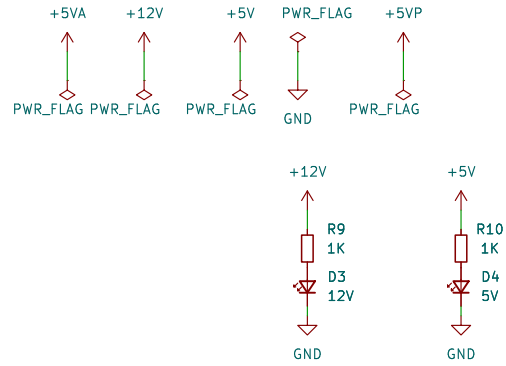 +5VA +12V +5V PWR_FLAG +5VP
PWR_FLAG PWR_FLAG PWR_FLAG GND PWR_FLAG
+12V +5V
R9 R10
1K 1K
D3 D4
12V 5V
GND GND